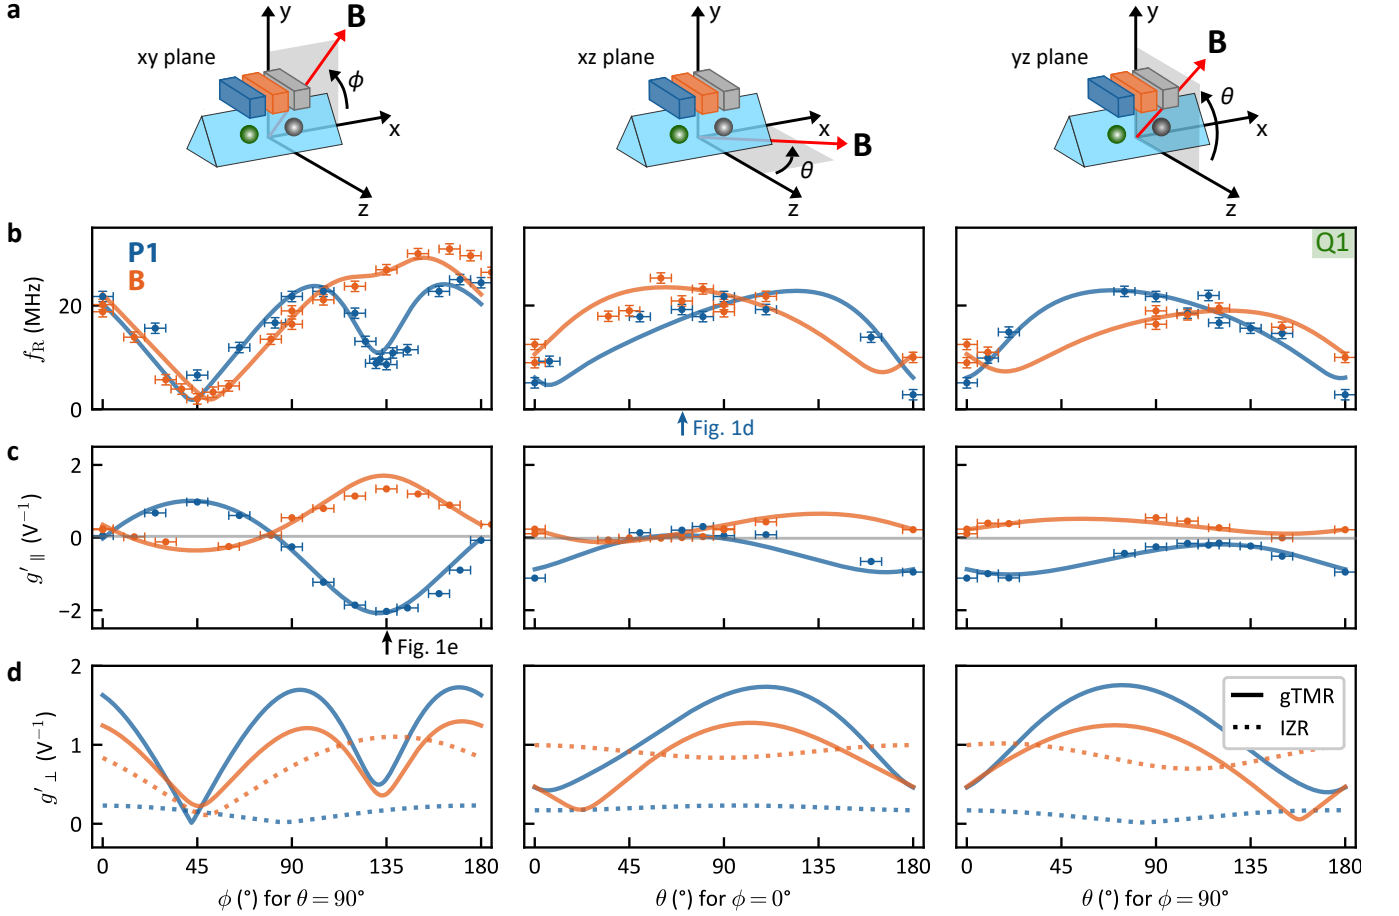 a
xy plane
y
B
ϕ
x
z
xz plane
y
x
B
θ
z
yz plane
y
B
θ
x
z
b
P1
B
Q1
f_R (MHz)
20
0
Fig. 1d
c
g′∥ (V⁻¹)
2
0
−2
Fig. 1e
d
g′⊥ (V⁻¹)
2
1
0
gTMR
IZR
0 45 90 135 180
0 45 90 135 180
0 45 90 135 180
ϕ (°) for θ = 90°
θ (°) for ϕ = 0°
θ (°) for ϕ = 90°